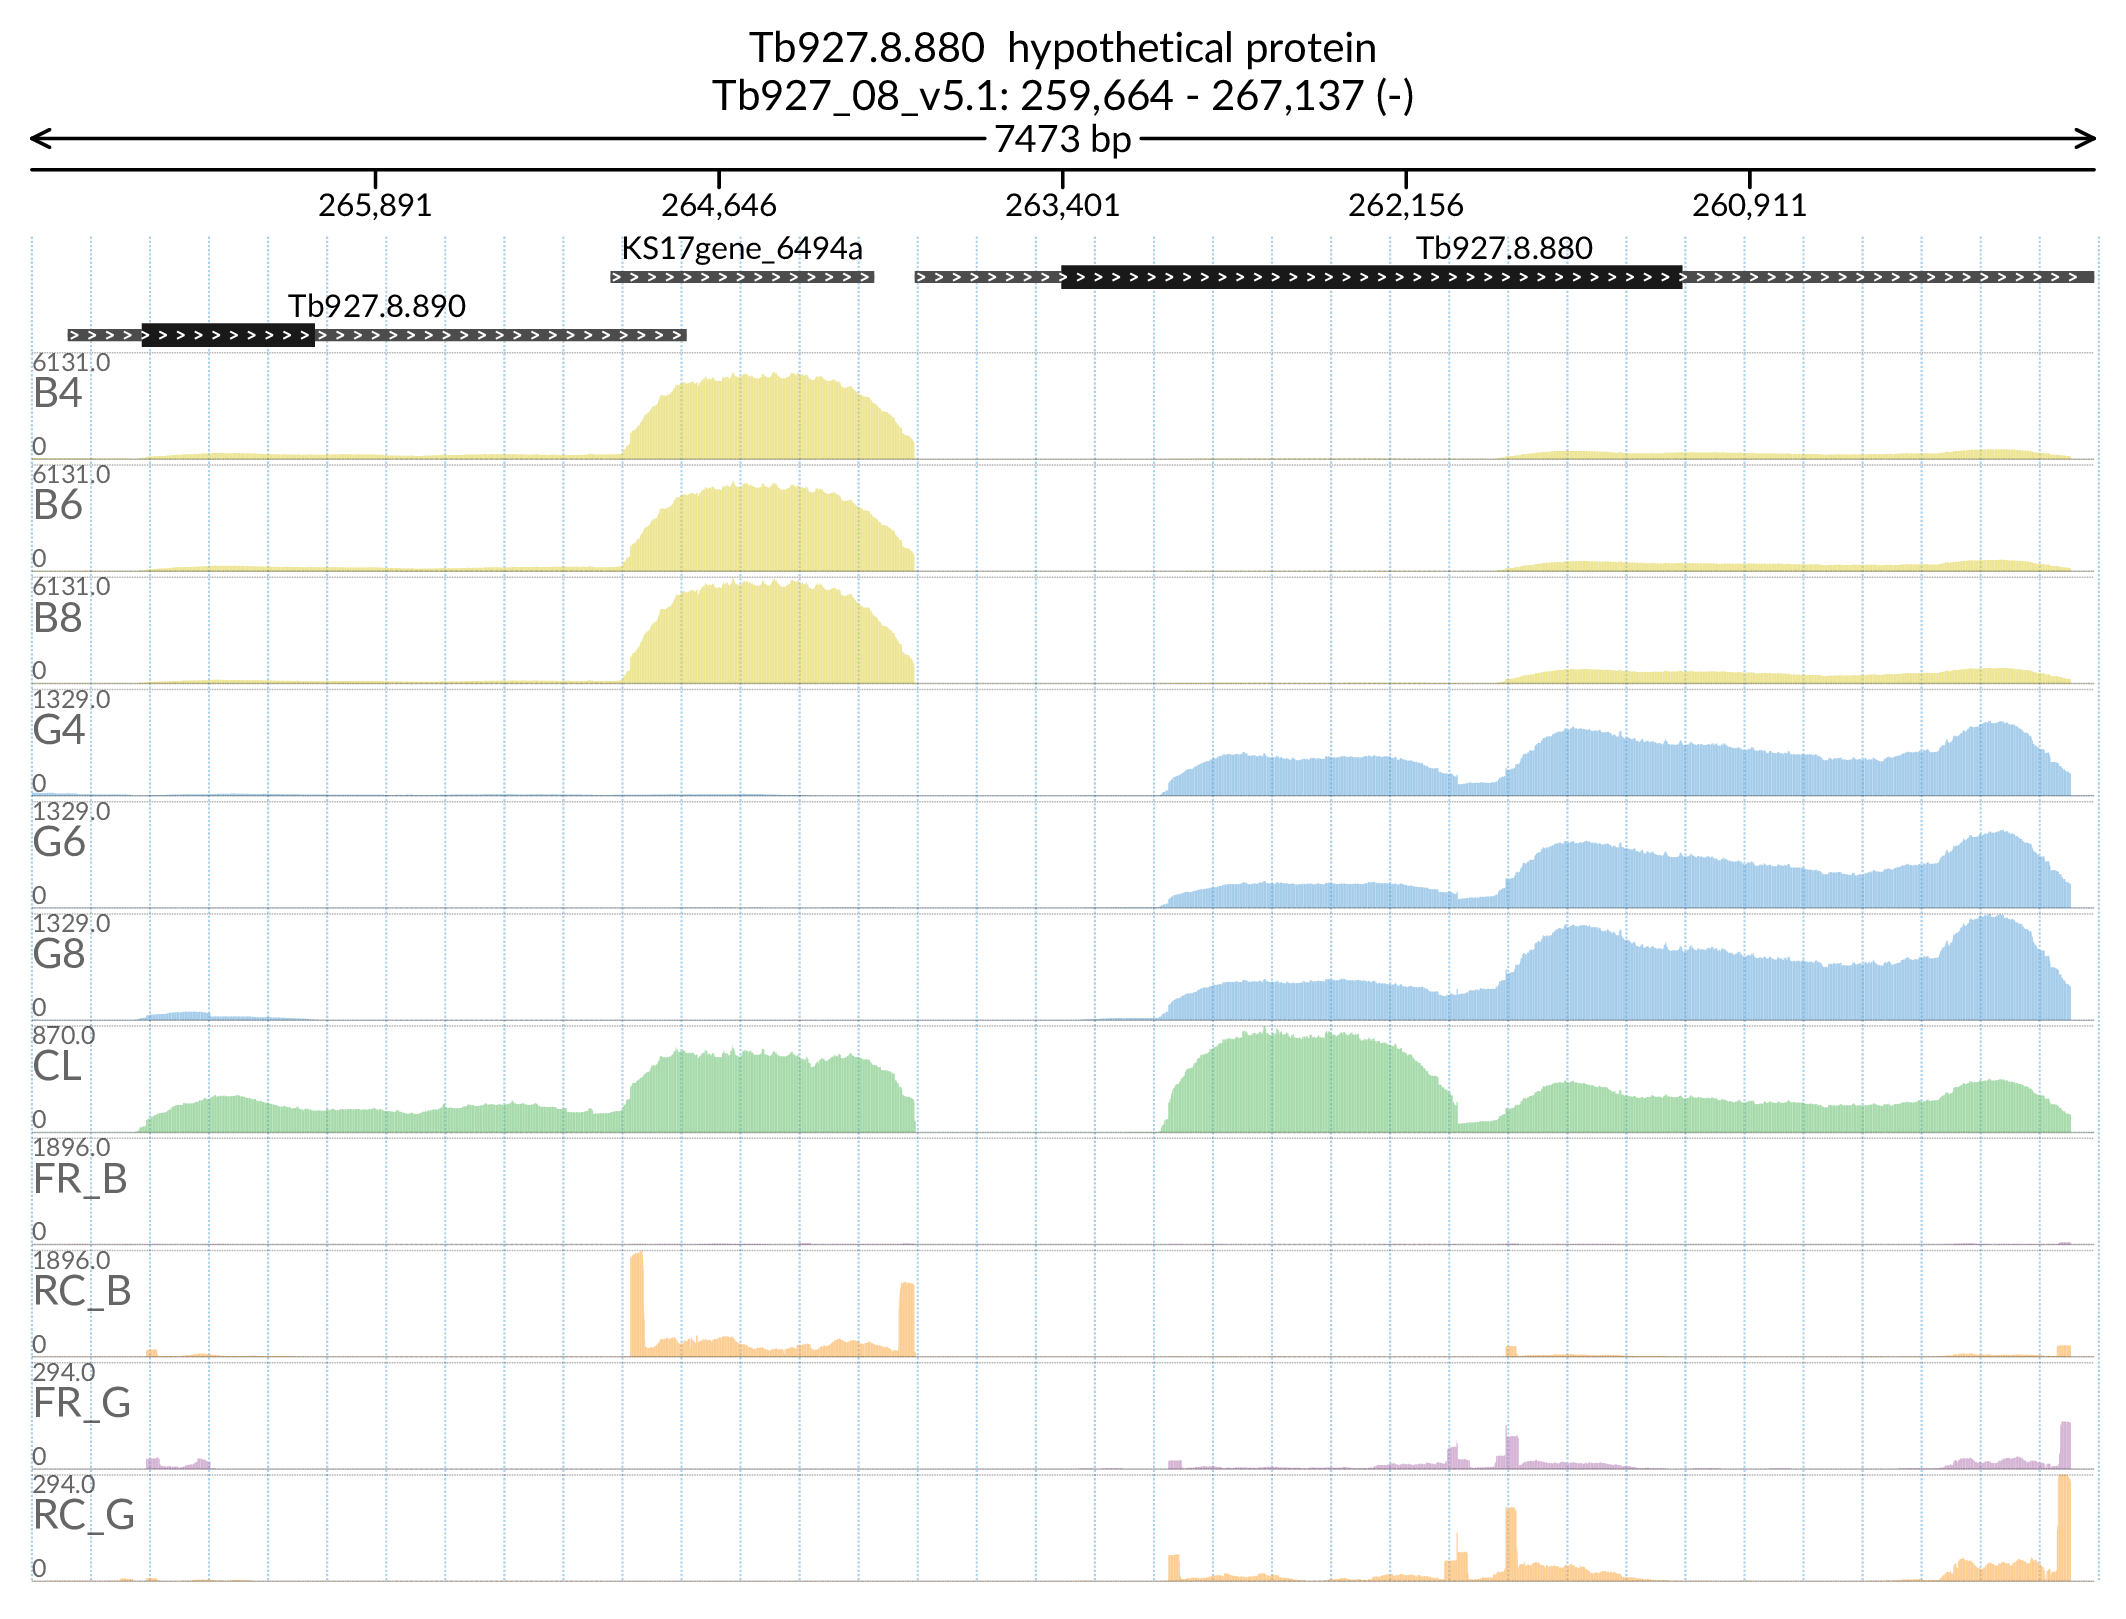 Tb927.8.880  hypothetical protein
Tb927_08_v5.1: 259,664 - 267,137 (-)
7473 bp
265,891 264,646 263,401 262,156 260,911
KS17gene_6494a Tb927.8.880
Tb927.8.890
6131.0
B4
0
6131.0
B6
0
6131.0
B8
0
1329.0
G4
0
1329.0
G6
0
1329.0
G8
0
870.0
CL
0
1896.0
FR_B
0
1896.0
RC_B
0
294.0
FR_G
0
294.0
RC_G
0